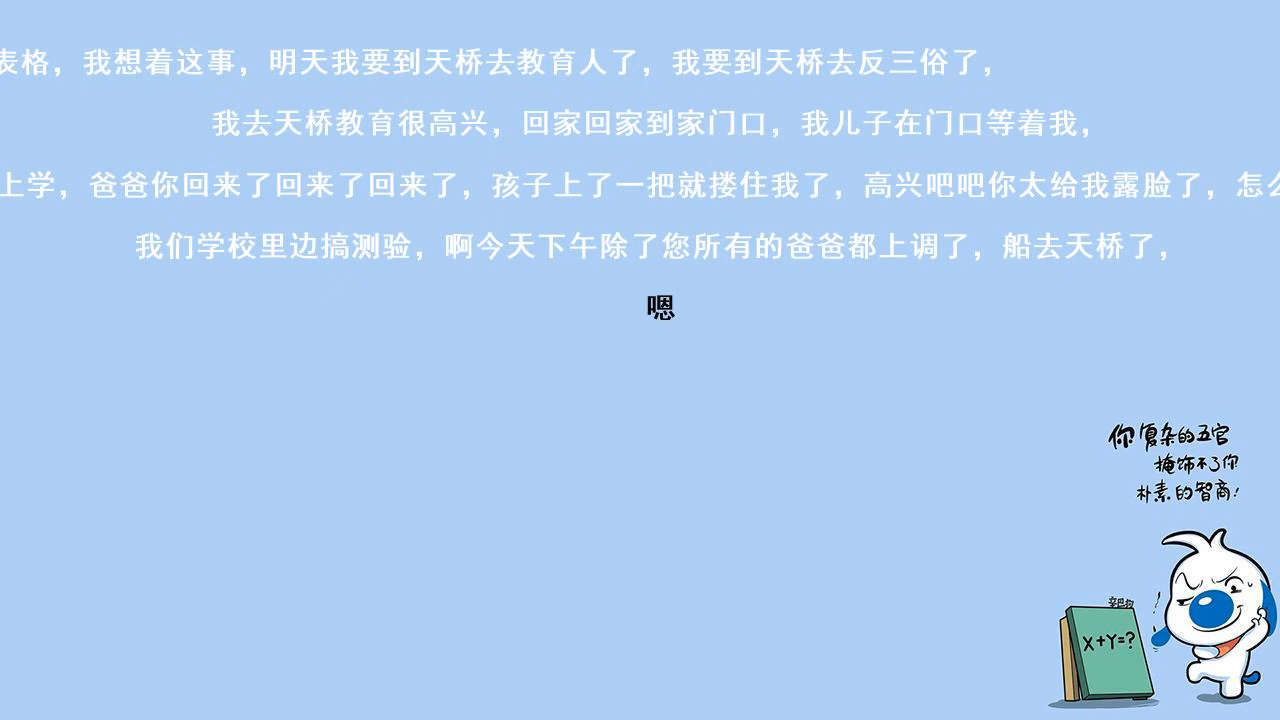 表格，我想着这事，明天我要到天桥去教育人了，我要到天桥去反三俗了，
我去天桥教育很高兴，回家回家到家门口，我儿子在门口等着我，
上学，爸爸你回来了回来了回来了，孩子上了一把就搂住我了，高兴吧吧你太给我露脸了，怎么
我们学校里边搞测验，啊今天下午除了您所有的爸爸都上调了，船去天桥了，
嗯
你复杂的五官
掩饰不了你
朴素的智商！
X+Y=?